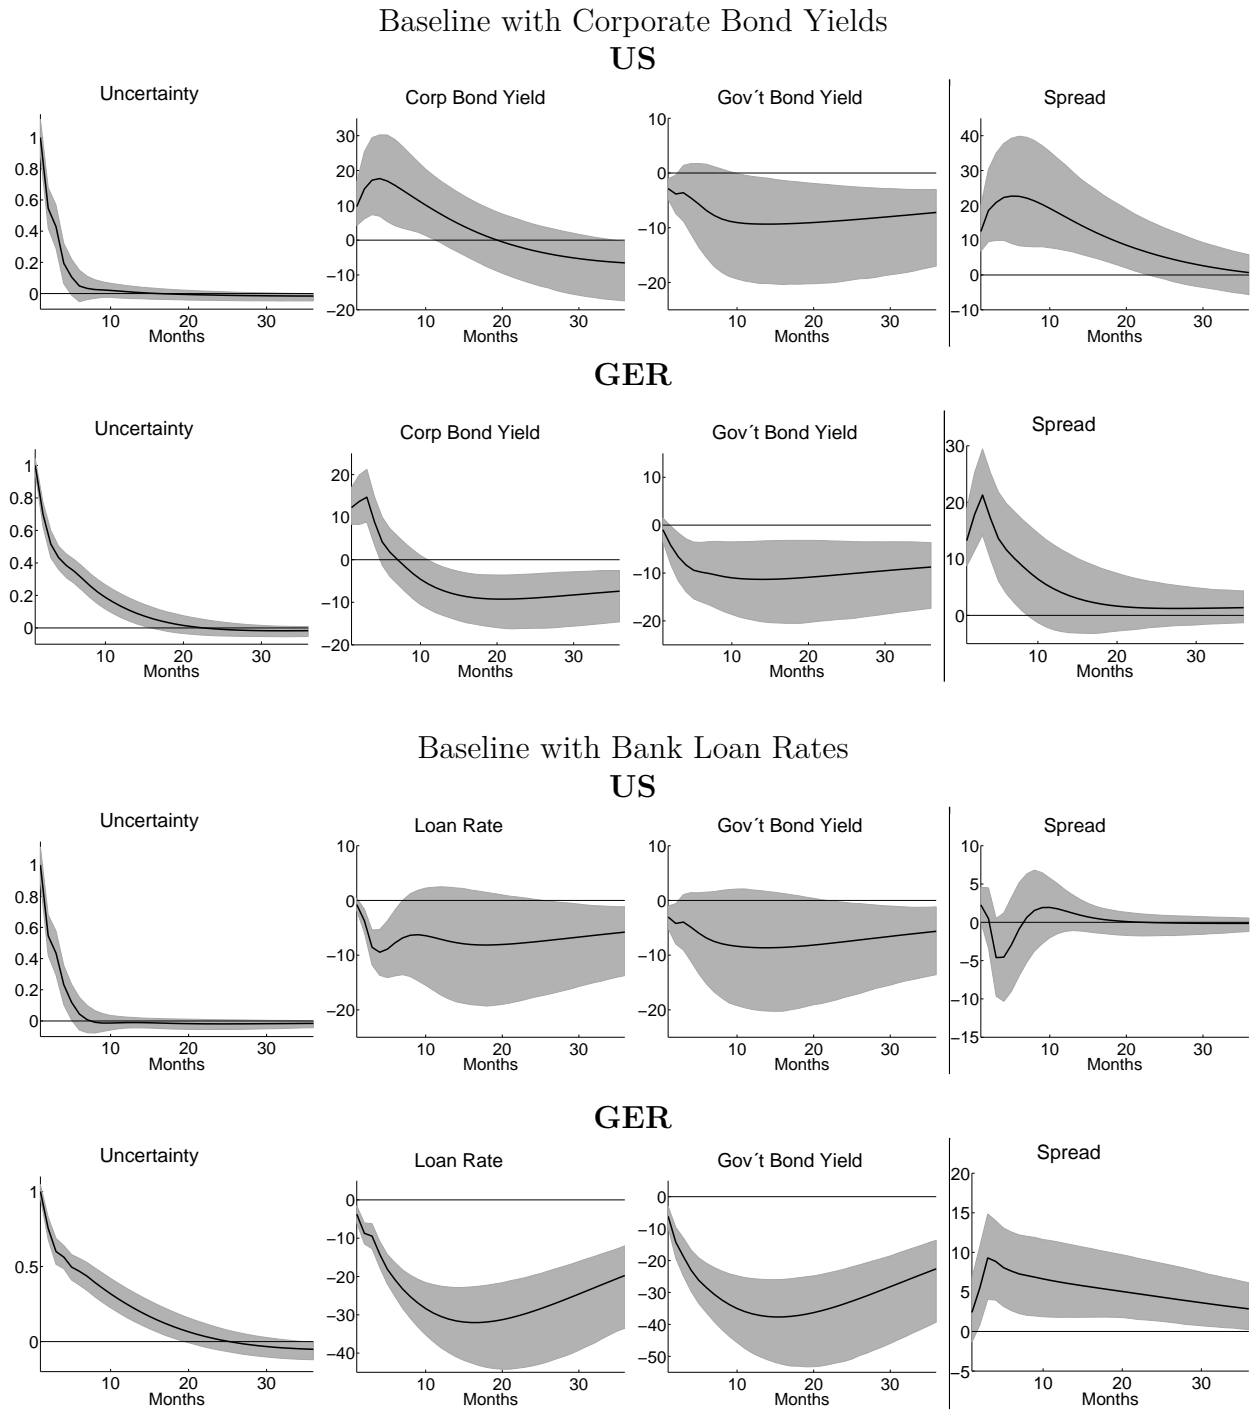 Baseline with Corporate Bond Yields
US
Uncertainty
Corp Bond Yield
Gov´t Bond Yield
Spread
1
0.8
0.6
0.4
0.2
0
10 20 30
Months
30
20
10
0
−10
−20
10 20 30
Months
10
0
−10
−20
10 20 30
Months
40
30
20
10
0
−10
10 20 30
Months
GER
Uncertainty
Corp Bond Yield
Gov´t Bond Yield
Spread
1
0.8
0.6
0.4
0.2
0
10 20 30
Months
20
10
0
−10
−20
10 20 30
Months
10
0
−10
−20
10 20 30
Months
30
20
10
0
10 20 30
Months
Baseline with Bank Loan Rates
US
Uncertainty
Loan Rate
Gov´t Bond Yield
Spread
1
0.8
0.6
0.4
0.2
0
10 20 30
Months
10
0
−10
−20
10 20 30
Months
10
0
−10
−20
10 20 30
Months
10
5
0
−5
−10
−15
10 20 30
Months
GER
Uncertainty
Loan Rate
Gov´t Bond Yield
Spread
1
0.5
0
10 20 30
Months
0
−10
−20
−30
−40
10 20 30
Months
0
−10
−20
−30
−40
−50
10 20 30
Months
20
15
10
5
0
−5
10 20 30
Months